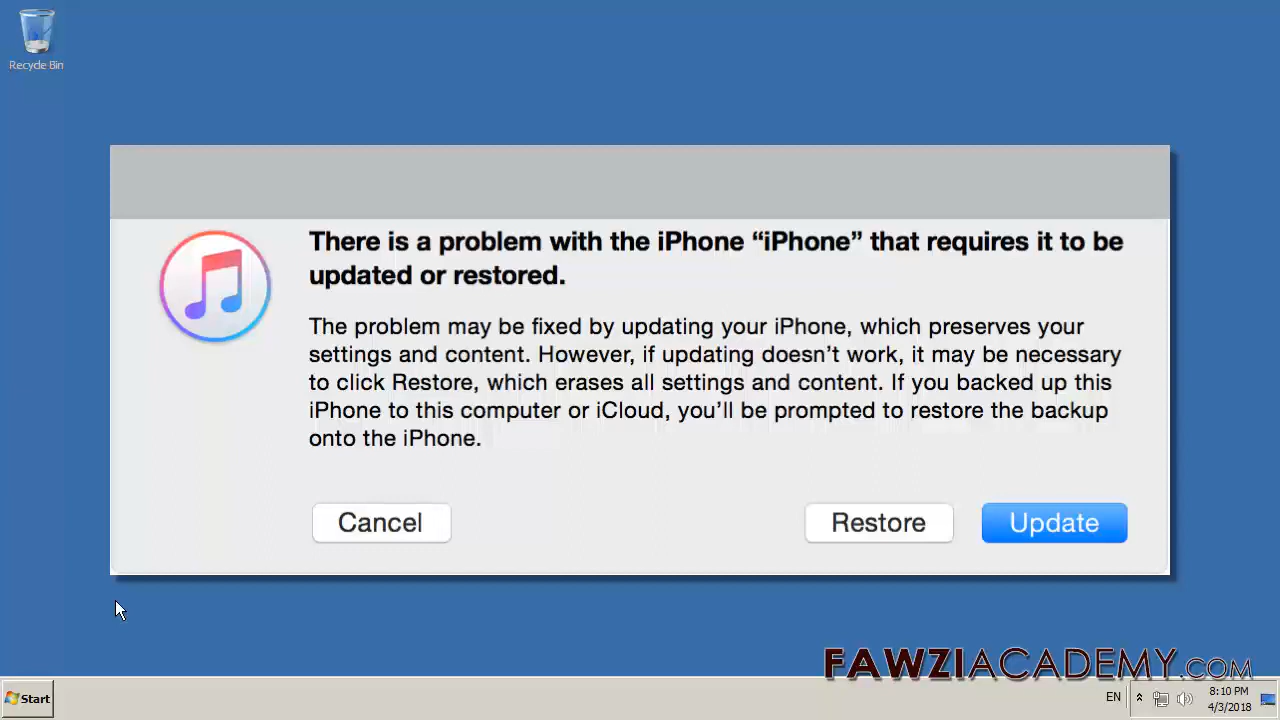 Recycle Bin
There is a problem with the iPhone “iPhone” that requires it to be
updated or restored.
The problem may be fixed by updating your iPhone, which preserves your
settings and content. However, if updating doesn’t work, it may be necessary
to click Restore, which erases all settings and content. If you backed up this
iPhone to this computer or iCloud, you’ll be prompted to restore the backup
onto the iPhone.
Cancel
Restore
Update
FAWZIACADEMY.COM
Start
EN
8:10 PM
4/3/2018